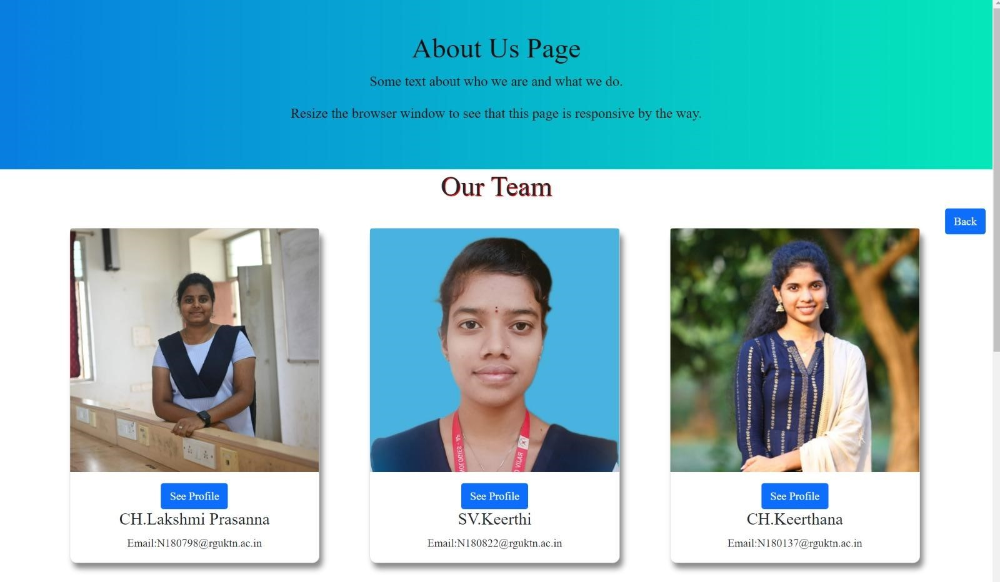 About Us Page
Some text about who we are and what we do.
Resize the browser window to see that this page is responsive by the way.
Our Team
Back
See Profile
CH.Lakshmi Prasanna
Email:N180798@rguktn.ac.in
See Profile
SV.Keerthi
Email:N180822@rguktn.ac.in
See Profile
CH.Keerthana
Email:N180137@rguktn.ac.in